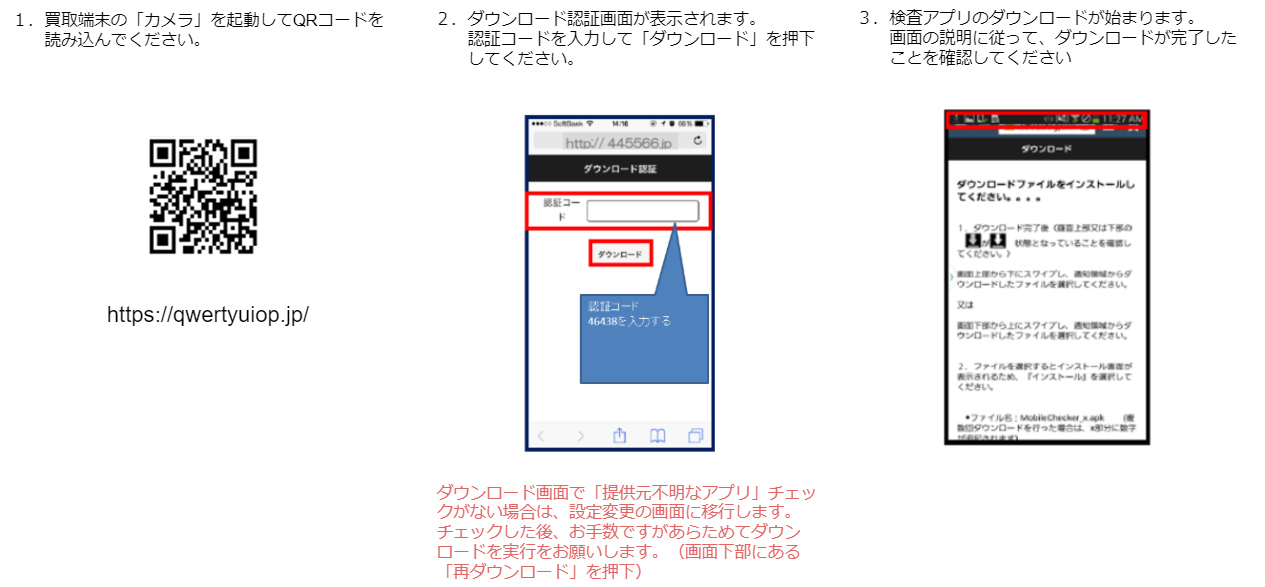 1．買取端末の「カメラ」を起動してQRコードを
読み込んでください。
https://qwertyuiop.jp/
2．ダウンロード認証画面が表示されます。
認証コードを入力して「ダウンロード」を押下
してください。
SoftBank 14:16 66%
http:// 445566.jp
ダウンロード認証
認証コー
ド
ダウンロード
認証コード
46438を入力する
ダウンロード画面で「提供元不明なアプリ」チェッ
クがない場合は、設定変更の画面に移行します。
チェックした後、お手数ですがあらためてダウン
ロードを実行をお願いします。（画面下部にある
「再ダウンロード」を押下）
3．検査アプリのダウンロードが始まります。
画面の説明に従って、ダウンロードが完了した
ことを確認してください
11:27 AM
ダウンロード
ダウンロードファイルをインストールし
てください。。。。
1．ダウンロード完了後（画面上部又は下部の
が 状態となっていることを確認し
てください。）
画面上部から下にスワイプし、通知領域からダ
ウンロードしたファイルを選択してください。
又は
画面下部から上にスワイプし、通知領域からダ
ウンロードしたファイルを選択してください。
2．ファイルを選択するとインストール画面が
表示されるため、『インストール』を選択して
ください。
●ファイル名：MobileChecker_x.apk （複
数回ダウンロードを行った場合は、x部分に数字
が追記されます）